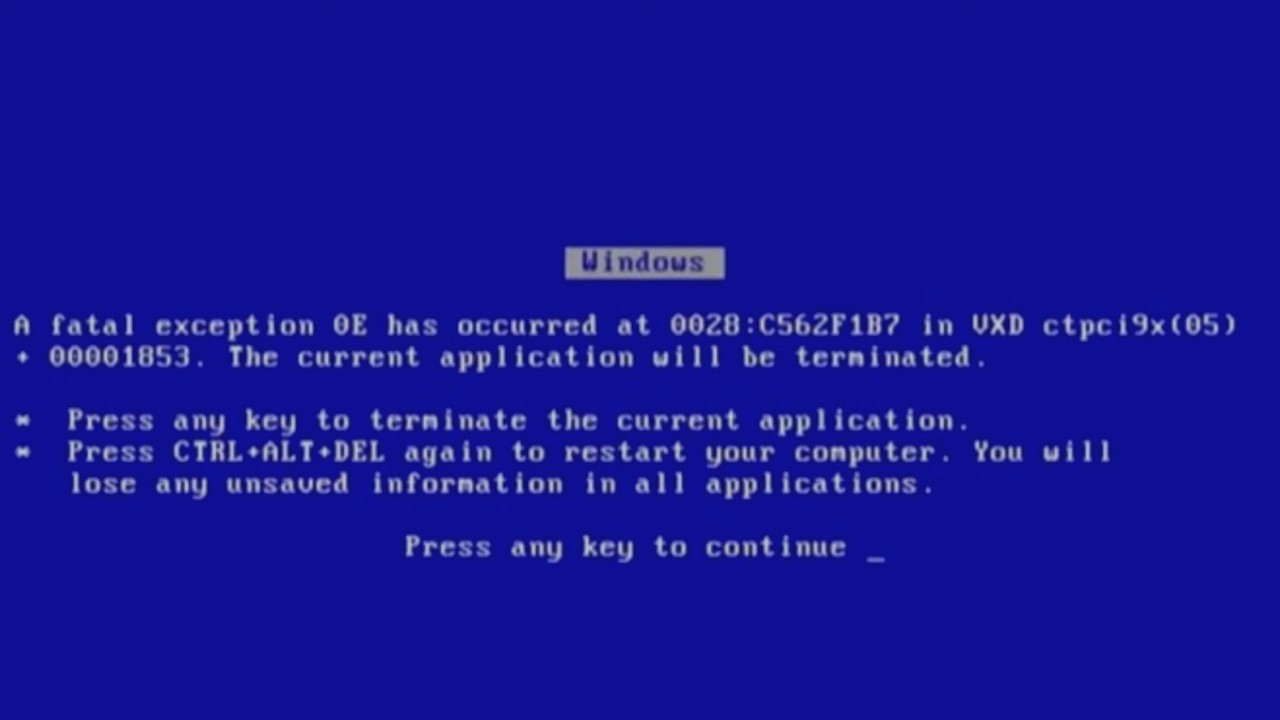 Windows
A fatal exception 0E has occurred at 0028:C562F1B7 in VXD ctpci9x(05)
+ 00001853. The current application will be terminated.
* Press any key to terminate the current application.
* Press CTRL+ALT+DEL again to restart your computer. You will
lose any unsaved information in all applications.
Press any key to continue _